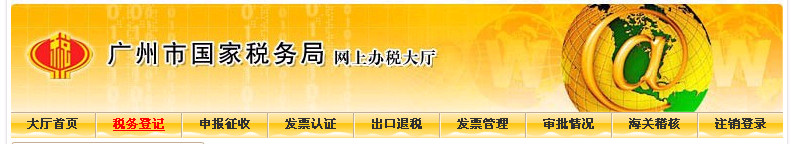 税 广州市国家税务局 网上办税大厅
大厅首页 税务登记 申报征收 发票认证 出口退税 发票管理 审批情况 海关稽核 注销登录